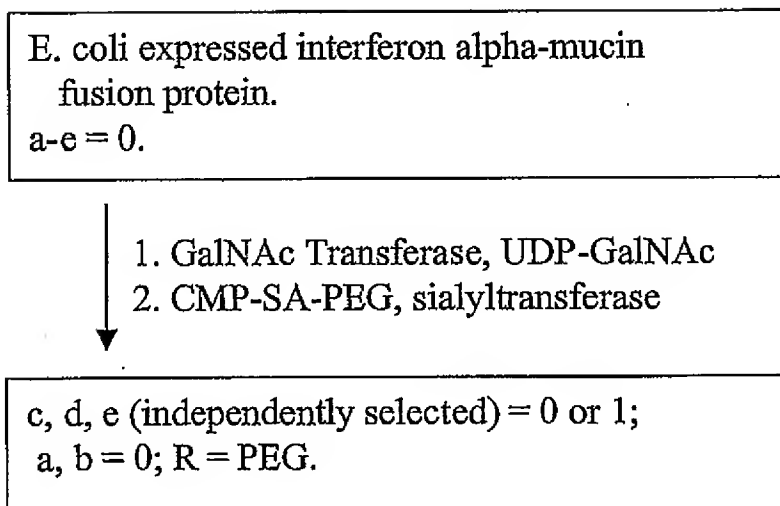 E. coli expressed interferon alpha-mucin
fusion protein.
a-e = 0.
1. GalNAc Transferase, UDP-GalNAc
2. CMP-SA-PEG, sialyltransferase
c, d, e (independently selected) = 0 or 1;
a, b = 0; R = PEG.